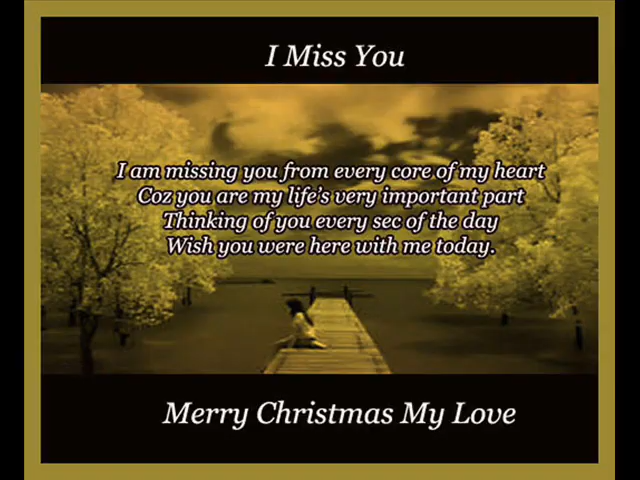 I Miss You
I am missing you from every core of my heart
Coz you are my life's very important part
Thinking of you every sec of the day
Wish you were here with me today.
Merry Christmas My Love